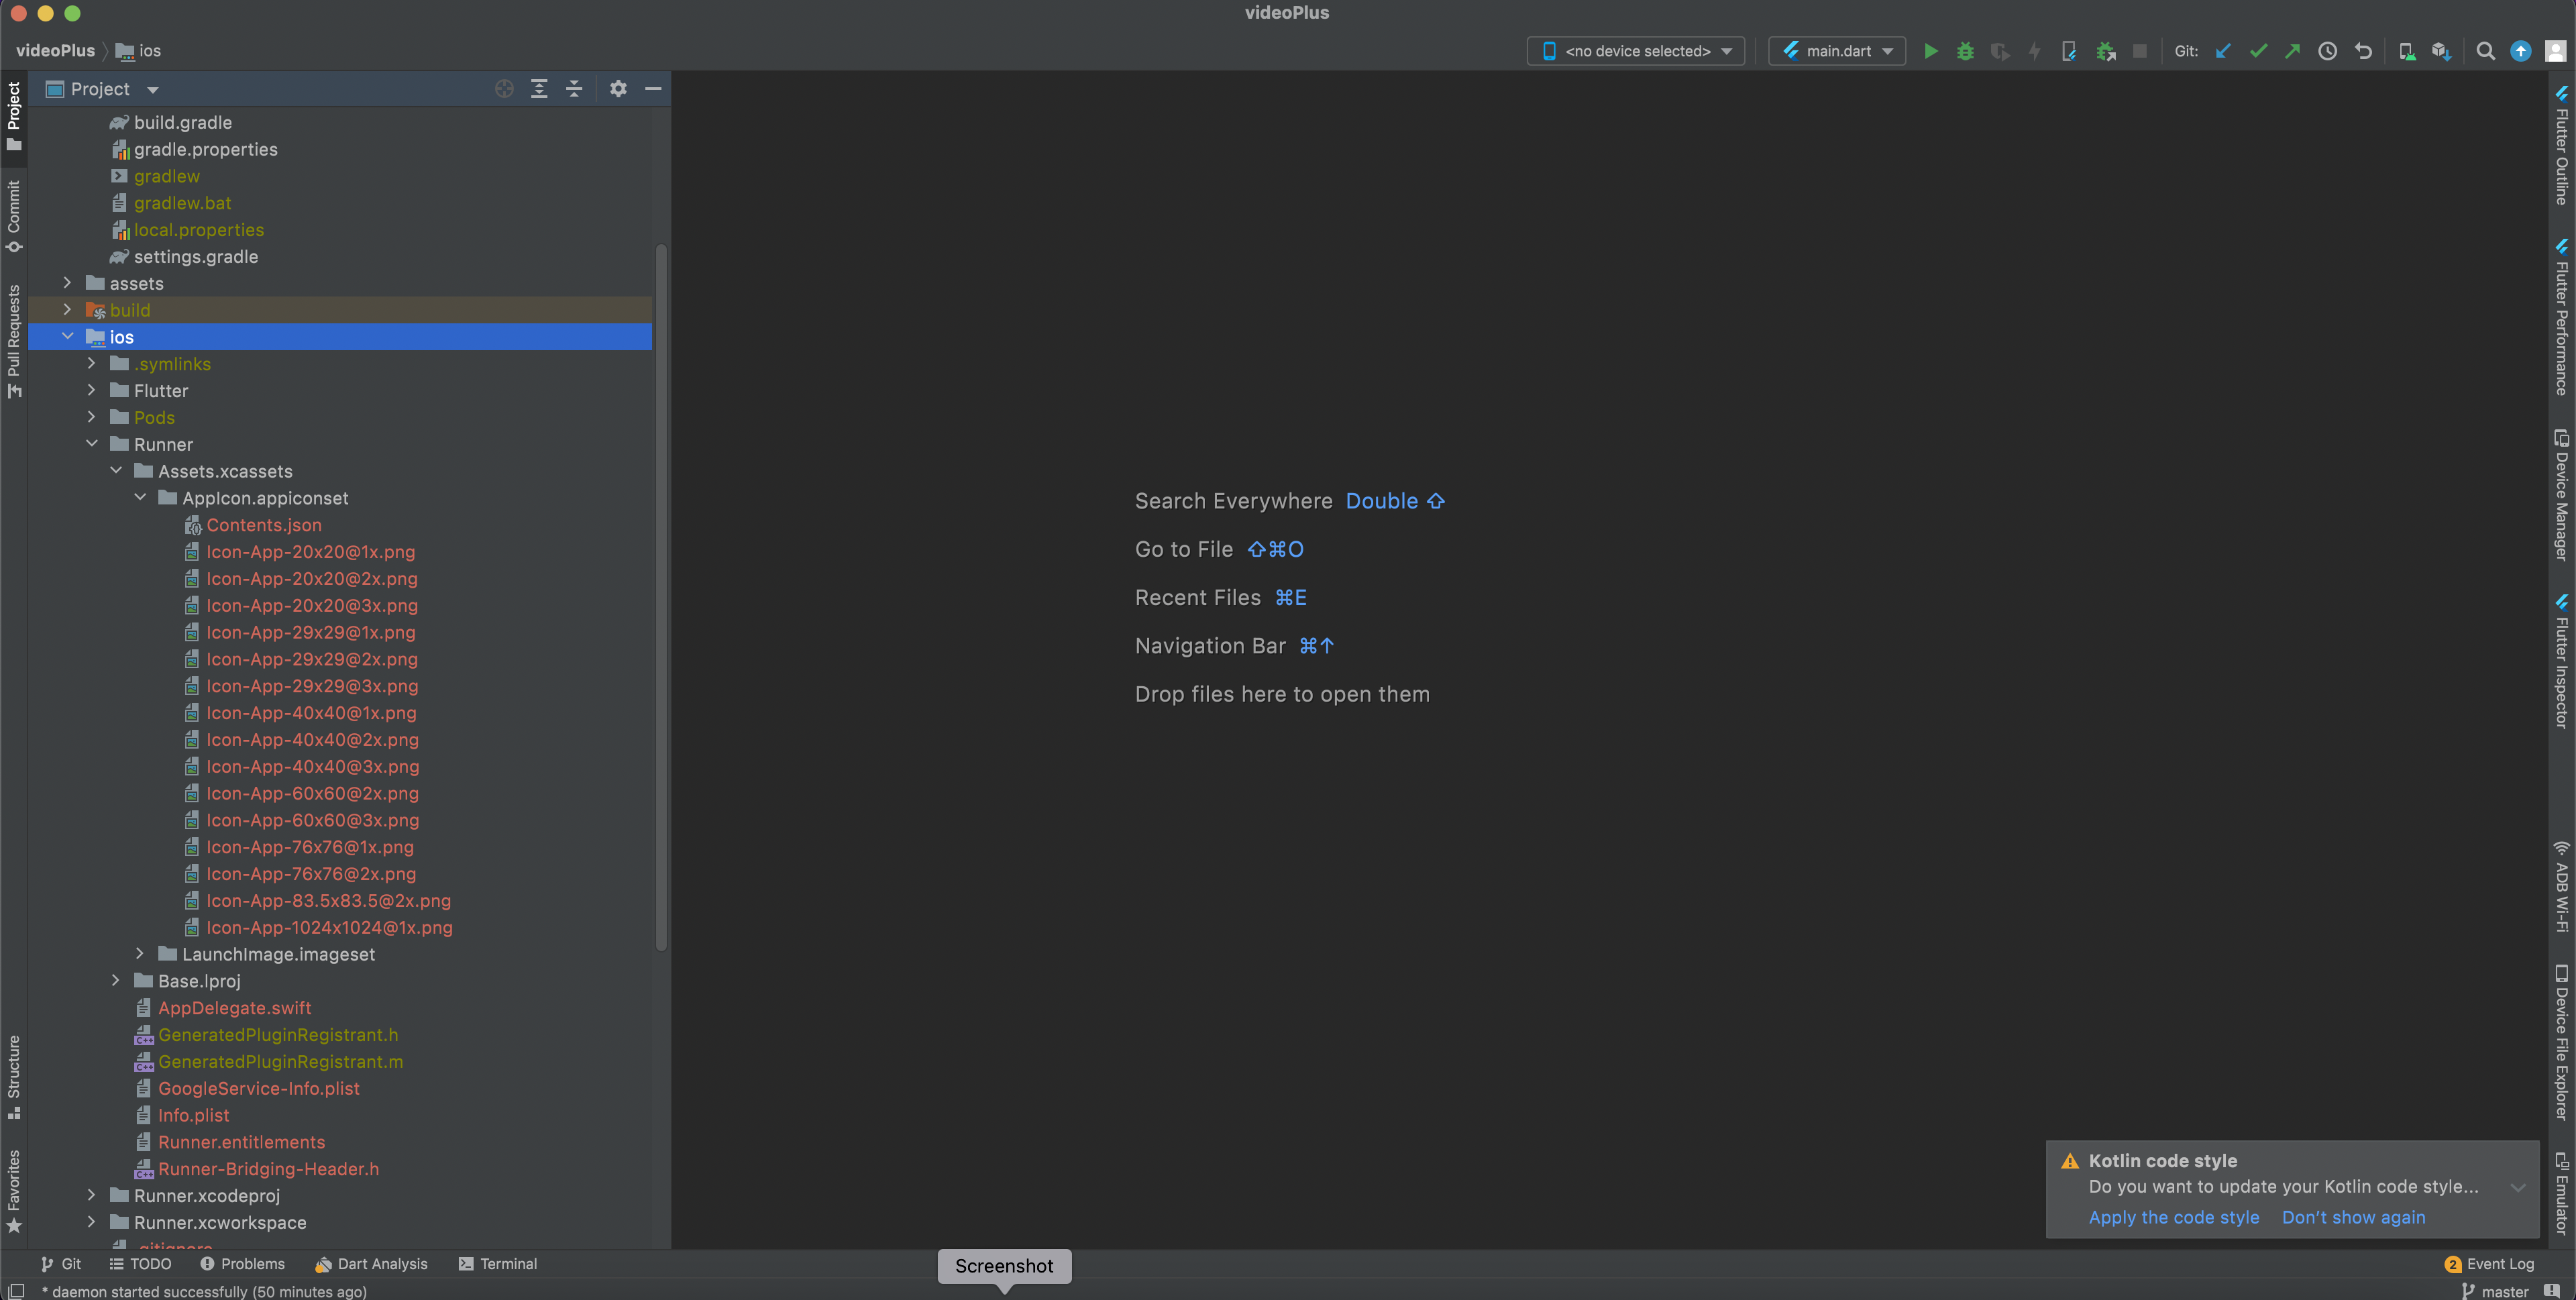 videoPlus
videoPlus
ios
<no device selected>
main.dart
Git:
Project
Project
Commit
Pull Requests
Structure
Favorites
build.gradle
gradle.properties
gradlew
gradlew.bat
local.properties
settings.gradle
assets
build
ios
.symlinks
Flutter
Pods
Runner
Assets.xcassets
AppIcon.appiconset
Contents.json
Icon-App-20x20@1x.png
Icon-App-20x20@2x.png
Icon-App-20x20@3x.png
Icon-App-29x29@1x.png
Icon-App-29x29@2x.png
Icon-App-29x29@3x.png
Icon-App-40x40@1x.png
Icon-App-40x40@2x.png
Icon-App-40x40@3x.png
Icon-App-60x60@2x.png
Icon-App-60x60@3x.png
Icon-App-76x76@1x.png
Icon-App-76x76@2x.png
Icon-App-83.5x83.5@2x.png
Icon-App-1024x1024@1x.png
LaunchImage.imageset
Base.lproj
AppDelegate.swift
GeneratedPluginRegistrant.h
GeneratedPluginRegistrant.m
GoogleService-Info.plist
Info.plist
Runner.entitlements
Runner-Bridging-Header.h
Runner.xcodeproj
Runner.xcworkspace
.gitignore
Search Everywhere Double ⇧
Go to File ⇧⌘O
Recent Files ⌘E
Navigation Bar ⌘↑
Drop files here to open them
Flutter Outline
Flutter Performance
Device Manager
Flutter Inspector
ADB Wi-Fi
Device File Explorer
Emulator
Kotlin code style
Do you want to update your Kotlin code style...
Apply the code style Don't show again
Git
TODO
Problems
Dart Analysis
Terminal
Screenshot
2 Event Log
* daemon started successfully (50 minutes ago)
master